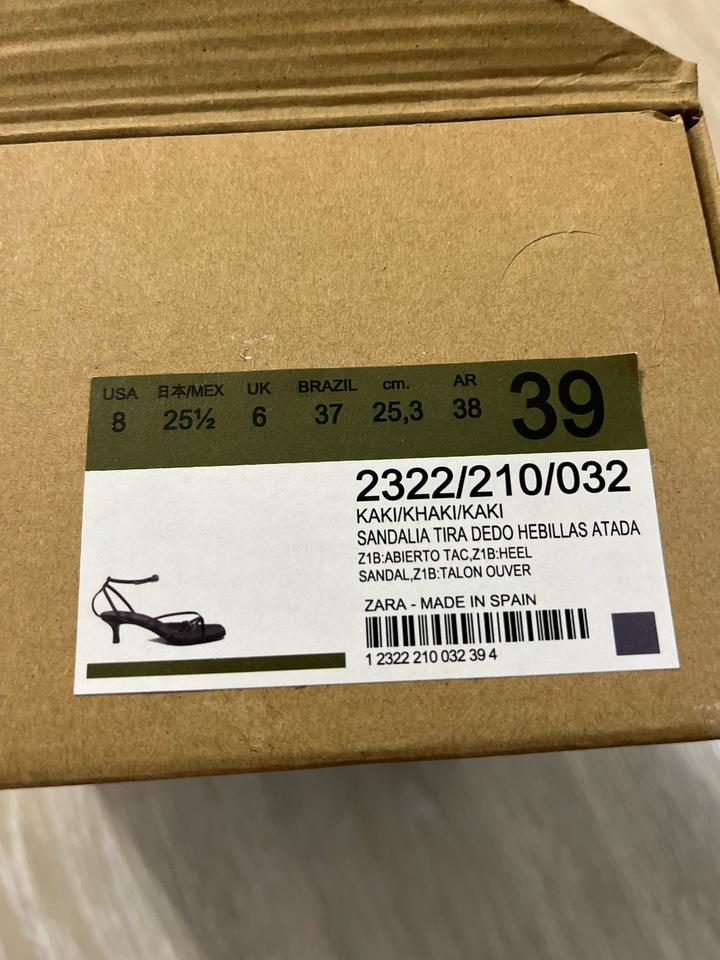 USA 日本/MEX UK BRAZIL cm. AR
8 25½ 6 37 25,3 38 39
2322/210/032
KAKI/KHAKI/KAKI
SANDALIA TIRA DEDO HEBILLAS ATADA
Z1B:ABIERTO TAC,Z1B:HEEL
SANDAL,Z1B:TALON OUVER
ZARA - MADE IN SPAIN
1 2322 210 032 39 4